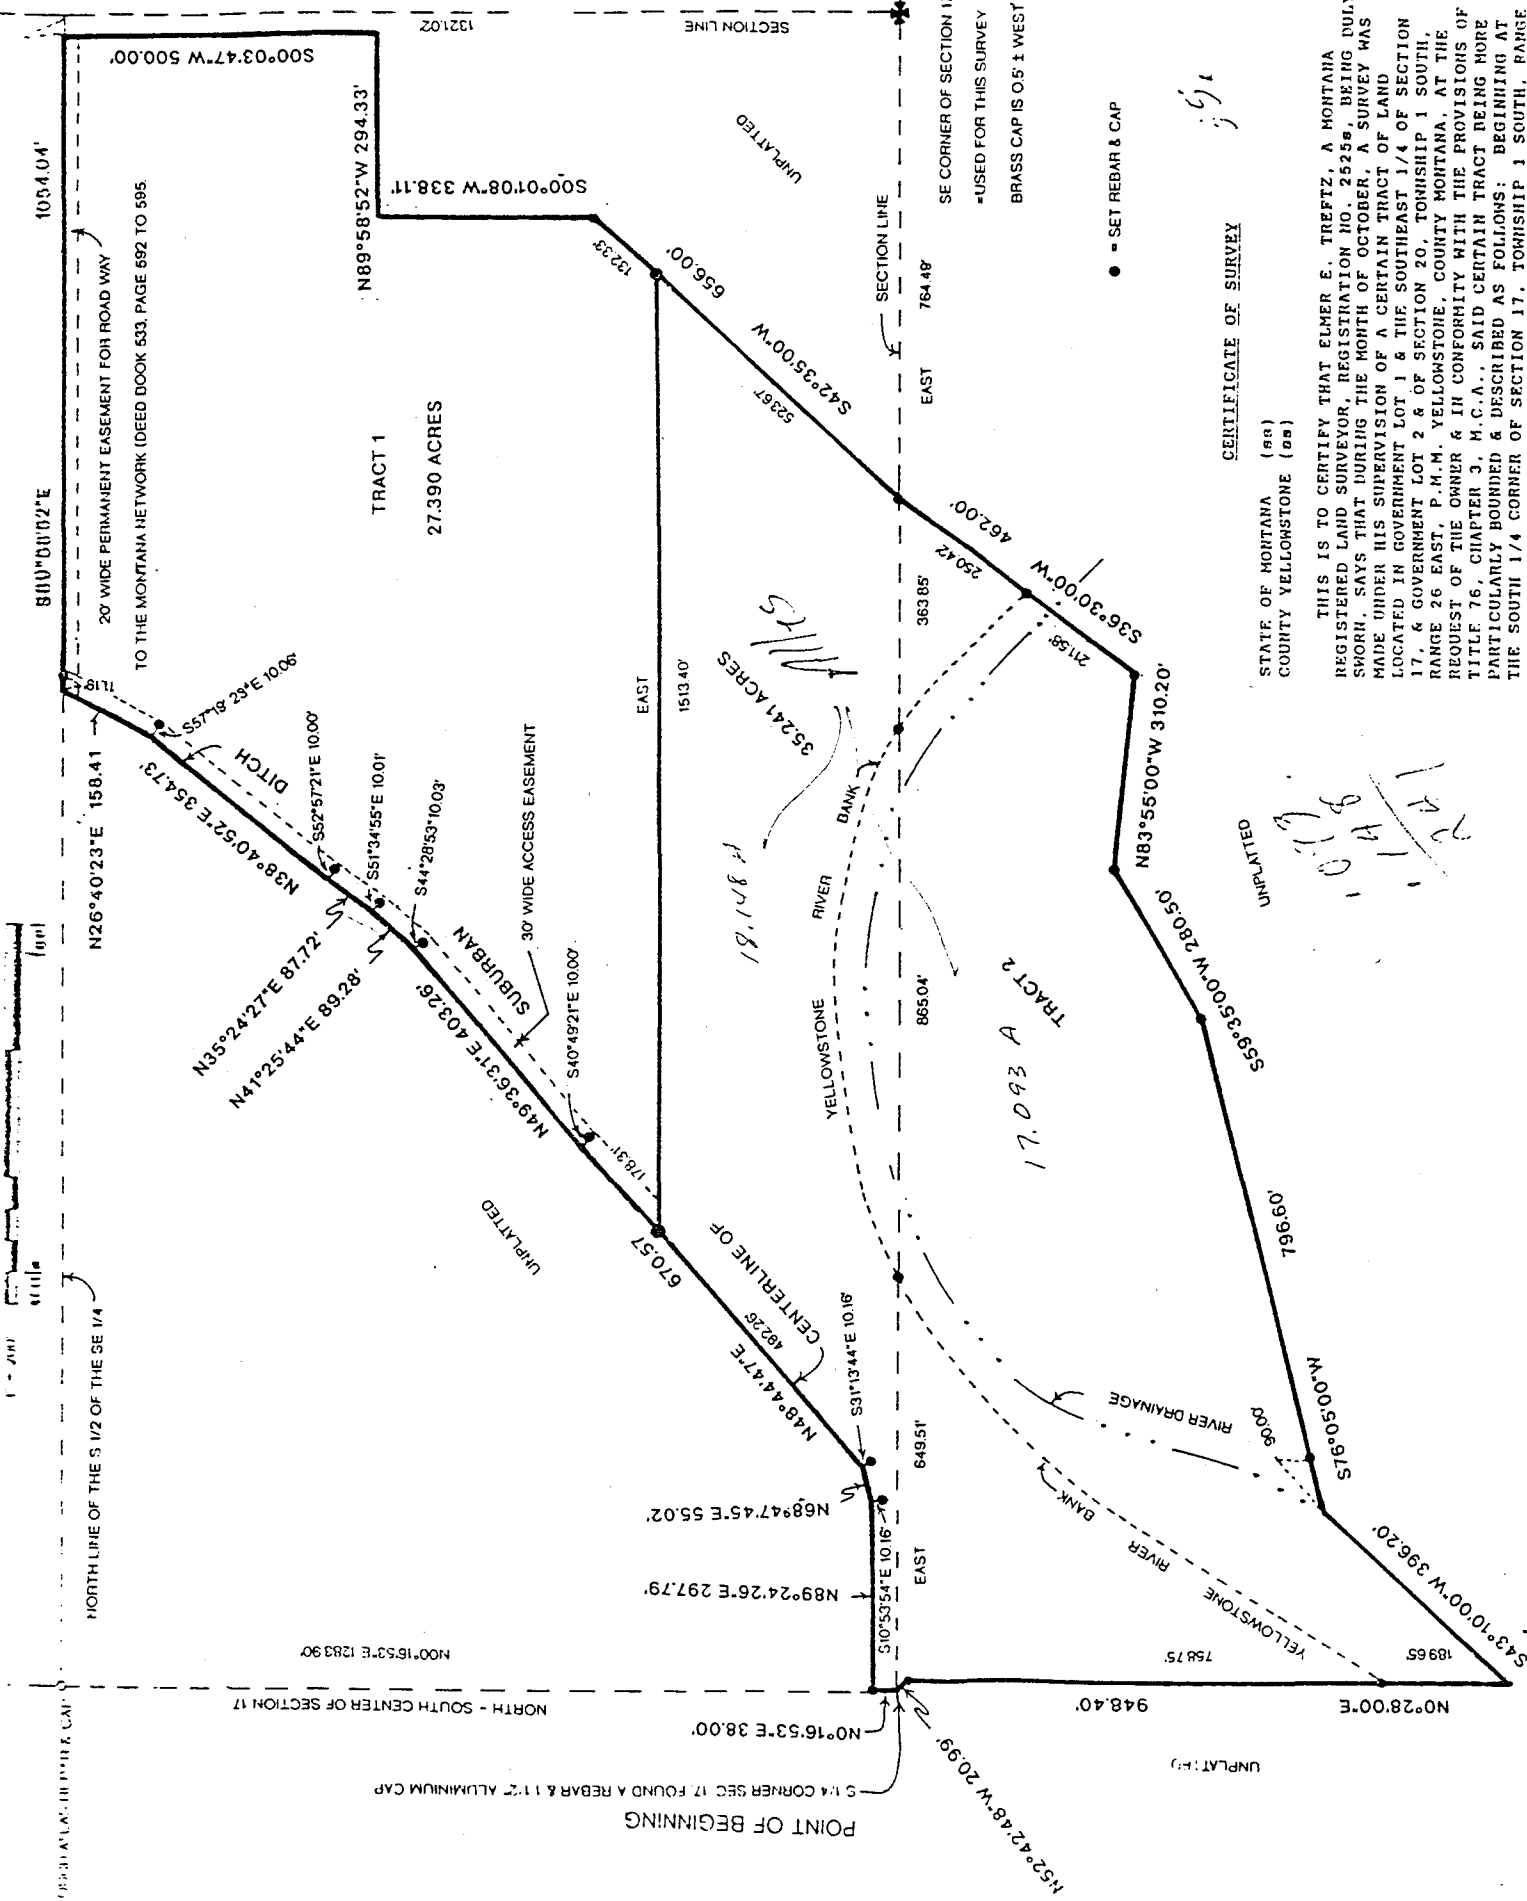 1" = 200'
1054.04'
20' WIDE PERMANENT EASEMENT FOR ROAD WAY
TO THE MONTANA NETWORK (DEED BOOK 533, PAGE 592 TO 595.
S00°03'47"W 500.00'
1321.02'
SECTION LINE
N89°58'52"W 294.33'
S00°01'08"W 338.11'
UNPLATTED
132.33'
656.00'
523.67'
S42°35'00"W
TRACT 1
27.390 ACRES
NORTH LINE OF THE S 1/2 OF THE SE 1/4
11.19'
N26°40'23"E 158.41
S57°19'23"E 10.06'
N38°40'52"E 354.73'
DITCH
S52°57'21"E 10.00'
S51°34'55"E 10.01'
S44°28'53"10.03'
N35°24'27"E 87.72'
N41°25'44"E 89.28'
SUBURBAN
30' WIDE ACCESS EASEMENT
N49°36'31"E 403.26'
S40°49'21"E 10.00'
178.31'
EAST
1513.40'
UNPLATTED
670.57
CENTERLINE OF
492.26'
N48°44'47"E
S31°13'44"E 10.16'
N68°47'45"E 55.02'
N89°24'26"E 297.79'
S10°53'54"E 10.16'
N00°16'53"E 1283.90'
NORTH - SOUTH CENTER OF SECTION 17
N0°16'53"E 38.00'
S 1/4 CORNER SEC 17. FOUND A REBAR & 1 1/2" ALUMINIUM CAP
POINT OF BEGINNING
N52°42'48"W 20.99'
EAST
649.51'
865.04'
363.85'
EAST
764.49'
SECTION LINE
35.241 ACRES
18.148 A
YELLOWSTONE
RIVER
BANK
TRACT 2
17.093 A
250.42'
462.00'
S36°30'00"W
211.58'
N83°55'00"W 310.20'
S59°35'00"W 280.50'
796.60'
S76°05'00"W
90.00'
RIVER DRAINAGE
BANK
RIVER
YELLOWSTONE
758.75'
948.40'
189.65'
N0°28'00"E
S43°10'00"W 396.20'
UNPLATTED
UNPLATTED
SE CORNER OF SECTION 17
=USED FOR THIS SURVEY
BRASS CAP IS 0.5' ± WEST
● = SET REBAR & CAP
CERTIFICATE OF SURVEY
STATE OF MONTANA (ss)
COUNTY YELLOWSTONE (ss)
THIS IS TO CERTIFY THAT ELMER E. TREFTZ, A MONTANA
REGISTERED LAND SURVEYOR, REGISTRATION NO. 2525s, BEING DULY
SWORN, SAYS THAT DURING THE MONTH OF OCTOBER, A SURVEY WAS
MADE UNDER HIS SUPERVISION OF A CERTAIN TRACT OF LAND
LOCATED IN GOVERNMENT LOT 1 & THE SOUTHEAST 1/4 OF SECTION
17, & GOVERNMENT LOT 2 & OF SECTION 20, TOWNSHIP 1 SOUTH,
RANGE 26 EAST, P.M.M. YELLOWSTONE, COUNTY MONTANA, AT THE
REQUEST OF THE OWNER & IN CONFORMITY WITH THE PROVISIONS OF
TITLE 76, CHAPTER 3, M.C.A., SAID CERTAIN TRACT BEING MORE
PARTICULARLY BOUNDED & DESCRIBED AS FOLLOWS: BEGINNING AT
THE SOUTH 1/4 CORNER OF SECTION 17, TOWNSHIP 1 SOUTH, RANGE